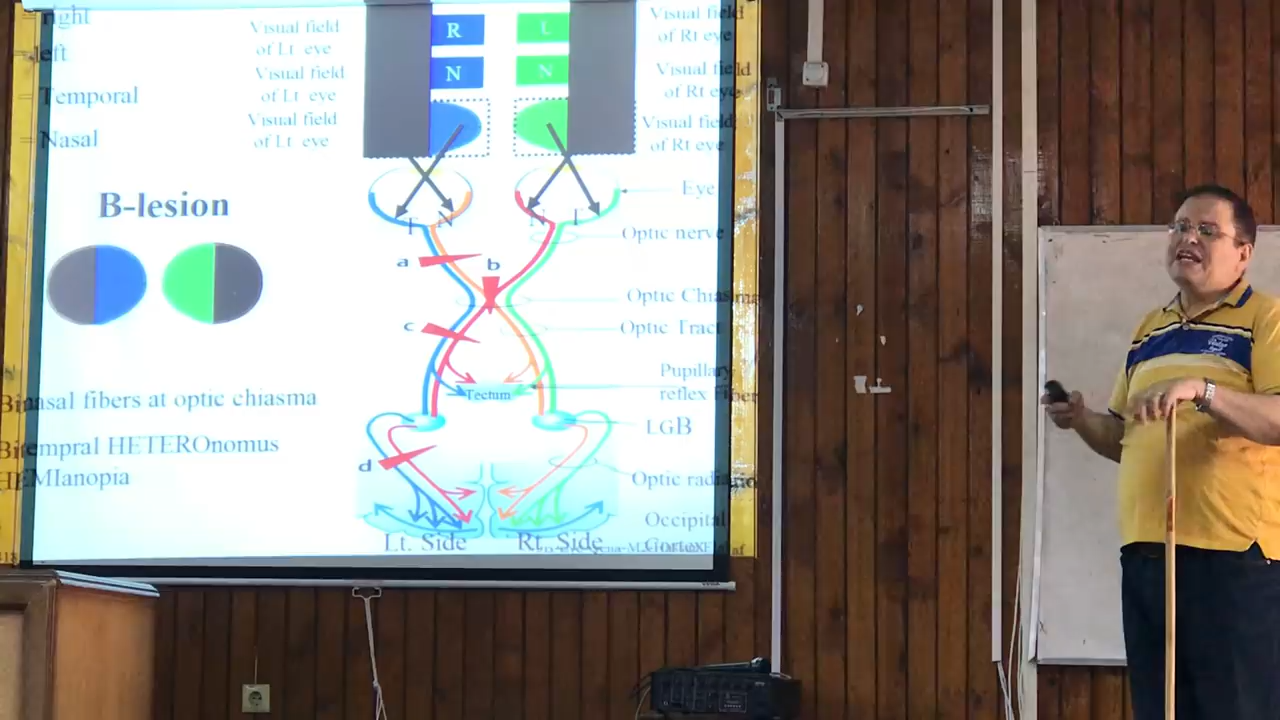 right
left
Temporal
Nasal
Visual field
of Lt eye
Visual field
of Lt eye
Visual field
of Lt eye
R
N
L
N
Visual field
of Rt eye
Visual field
of Rt eye
Visual field
of Rt eye
B-lesion
T N
N T
Eye
Optic nerve
a
b
Optic Chiasma
c
Optic Tract
Pupillary
reflex Fiber
Tectum
LGB
d
Optic radiatio
Occipital
Cortex
Lt. Side
Rt. Side
Binasal fibers at optic chiasma
Bitempral HETEROnomus
HEMIanopia